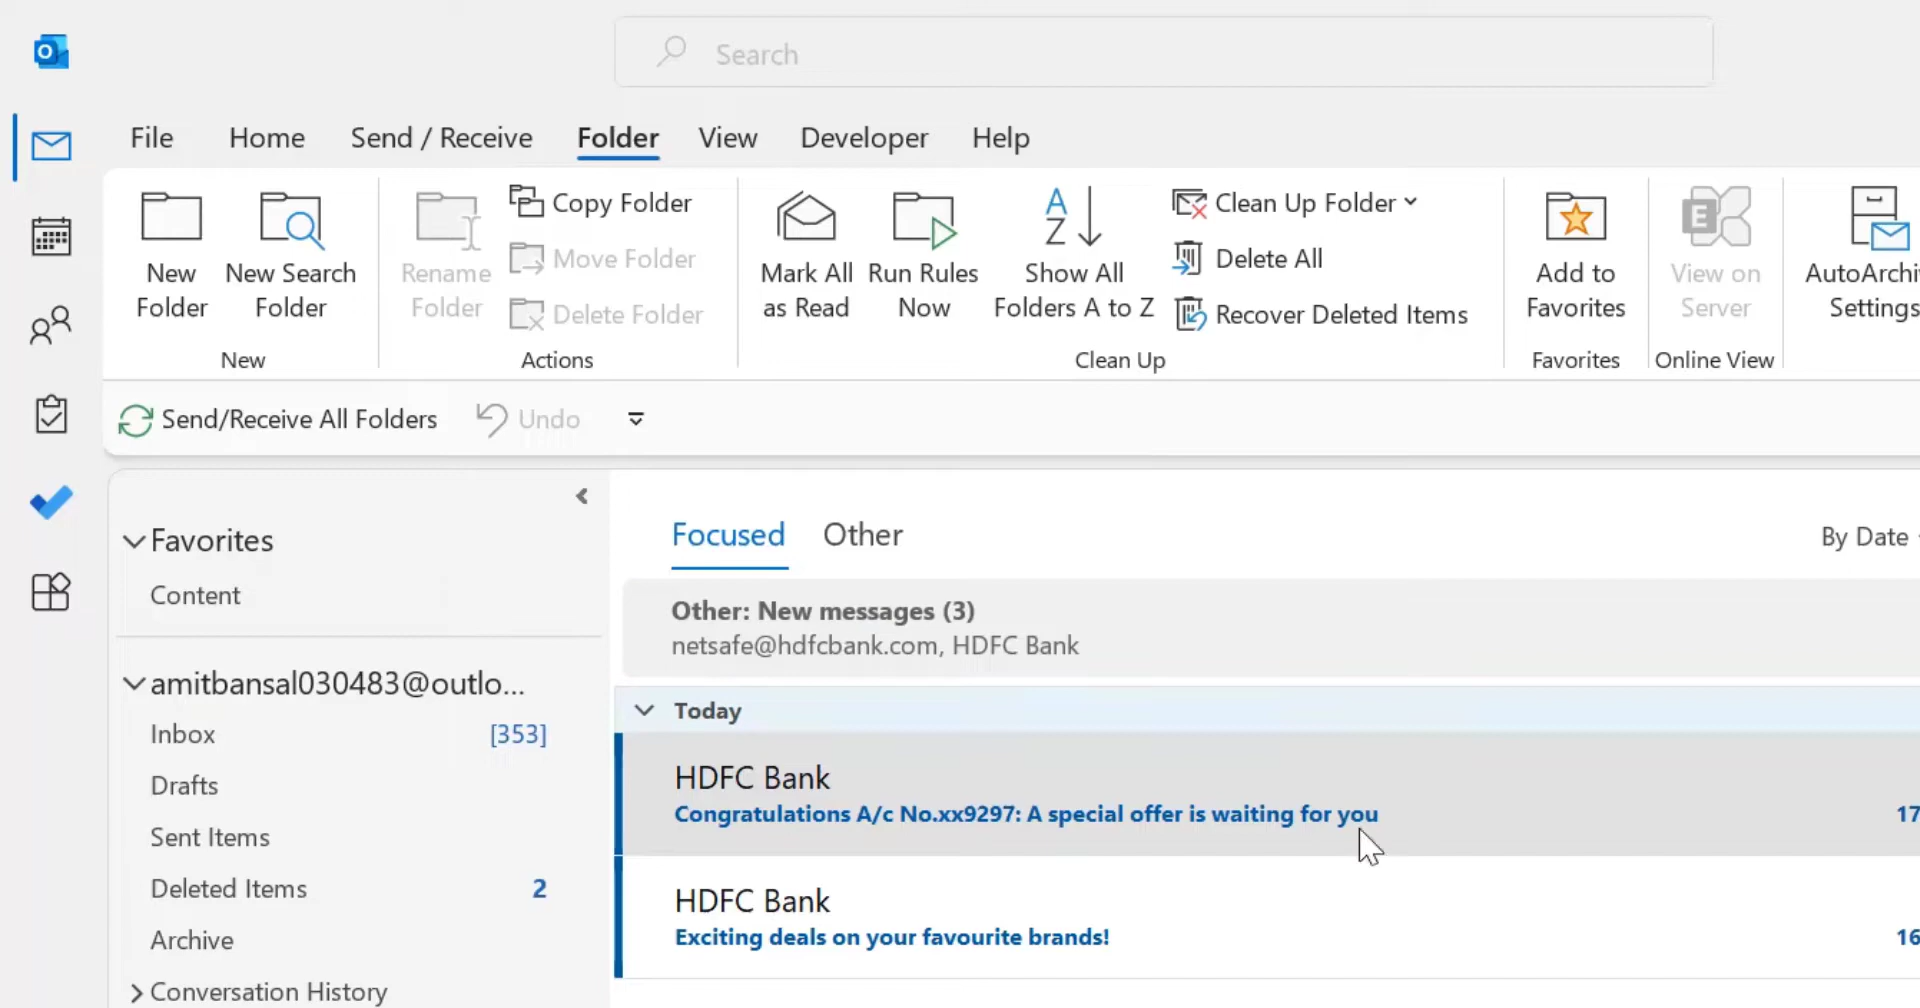 Search
File Home Send / Receive Folder View Developer Help
New Folder
New Search Folder
New
Rename Folder
Copy Folder
Move Folder
Delete Folder
Actions
Mark All as Read
Run Rules Now
Show All Folders A to Z
Clean Up Folder
Delete All
Recover Deleted Items
Clean Up
Add to Favorites
Favorites
View on Server
Online View
AutoArchi
Settings
Send/Receive All Folders Undo
Favorites
Content
amitbansal030483@outlo...
Inbox [353]
Drafts
Sent Items
Deleted Items 2
Archive
Conversation History
Focused Other By Date
Other: New messages (3)
netsafe@hdfcbank.com, HDFC Bank
Today
HDFC Bank
Congratulations A/c No.xx9297: A special offer is waiting for you 17
HDFC Bank
Exciting deals on your favourite brands! 16